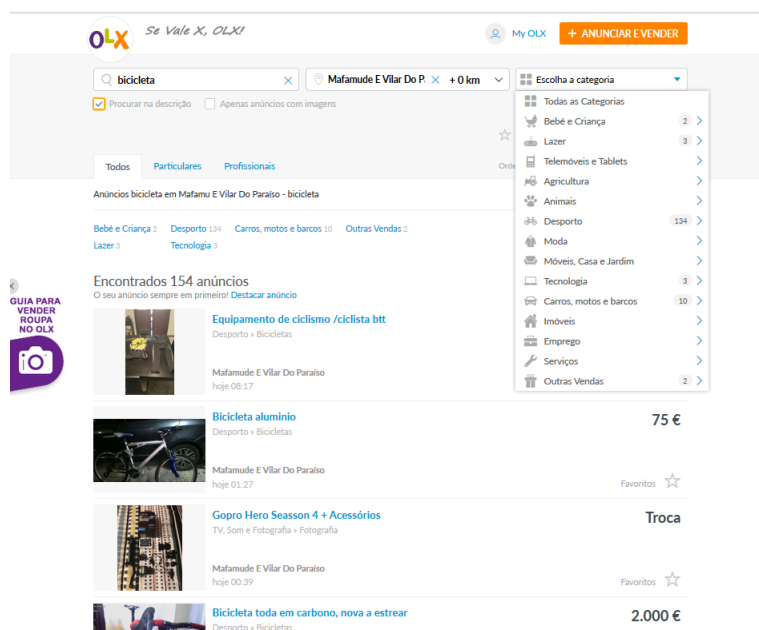 OLX
Se Vale X, OLX!
My OLX
+ ANUNCIAR E VENDER
bicicleta
Mafamude E Vilar Do P
+ 0 km
Escolha a categoria
Procurar na descrição
Apenas anúncios com imagens
Todas as Categorias
Bebé e Criança 2
Lazer 3
Telemóveis e Tablets
Agricultura
Animais
Desporto 134
Moda
Móveis, Casa e Jardim
Tecnologia 3
Carros, motos e barcos 10
Imóveis
Emprego
Serviços
Outras Vendas 2
Todos
Particulares
Profissionais
Orde
Anúncios bicicleta em Mafamu E Vilar Do Paraíso - bicicleta
Bebé e Criança 2 Desporto 134 Carros, motos e barcos 10 Outras Vendas 2
Lazer 3 Tecnologia 3
Encontrados 154 anúncios
O seu anúncio sempre em primeiro! Destacar anúncio
GUIA PARA
VENDER
ROUPA
NO OLX
Equipamento de ciclismo /ciclista btt
Desporto » Bicicletas
Mafamude E Vilar Do Paraíso
hoje 08:17
Bicicleta aluminio
75 €
Desporto » Bicicletas
Mafamude E Vilar Do Paraíso
hoje 01:27
Favoritos
Gopro Hero Seasson 4 + Acessórios
Troca
TV, Som e Fotografia » Fotografia
Mafamude E Vilar Do Paraíso
hoje 00:39
Favoritos
Bicicleta toda em carbono, nova a estrear
2.000 €
Desporto » Bicicletas